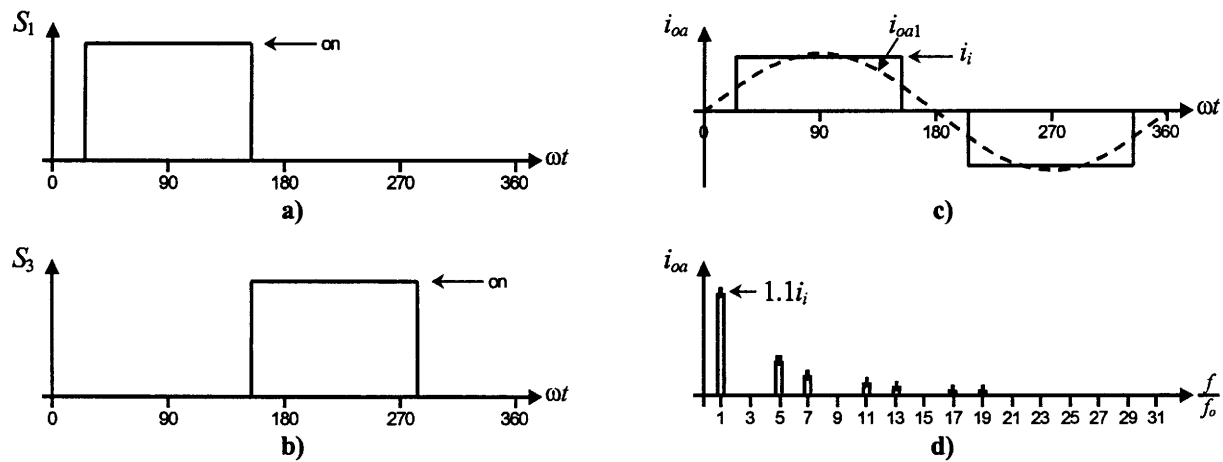 S1
on
ωt
0 90 180 270 360
a)
S3
on
ωt
0 90 180 270 360
b)
ioa
ioa1
ii
ωt
0 90 180 270 360
c)
ioa
1.1ii
f
fo
1 3 5 7 9 11 13 15 17 19 21 23 25 27 29 31
d)